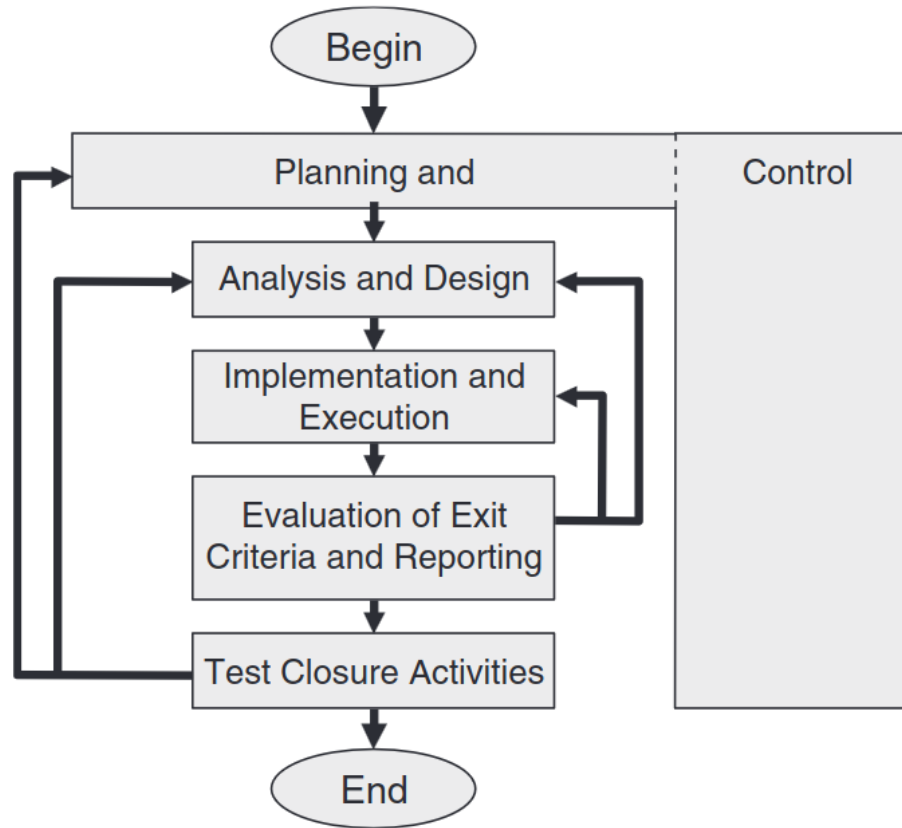 Begin
Planning and
Control
Analysis and Design
Implementation and
Execution
Evaluation of Exit
Criteria and Reporting
Test Closure Activities
End